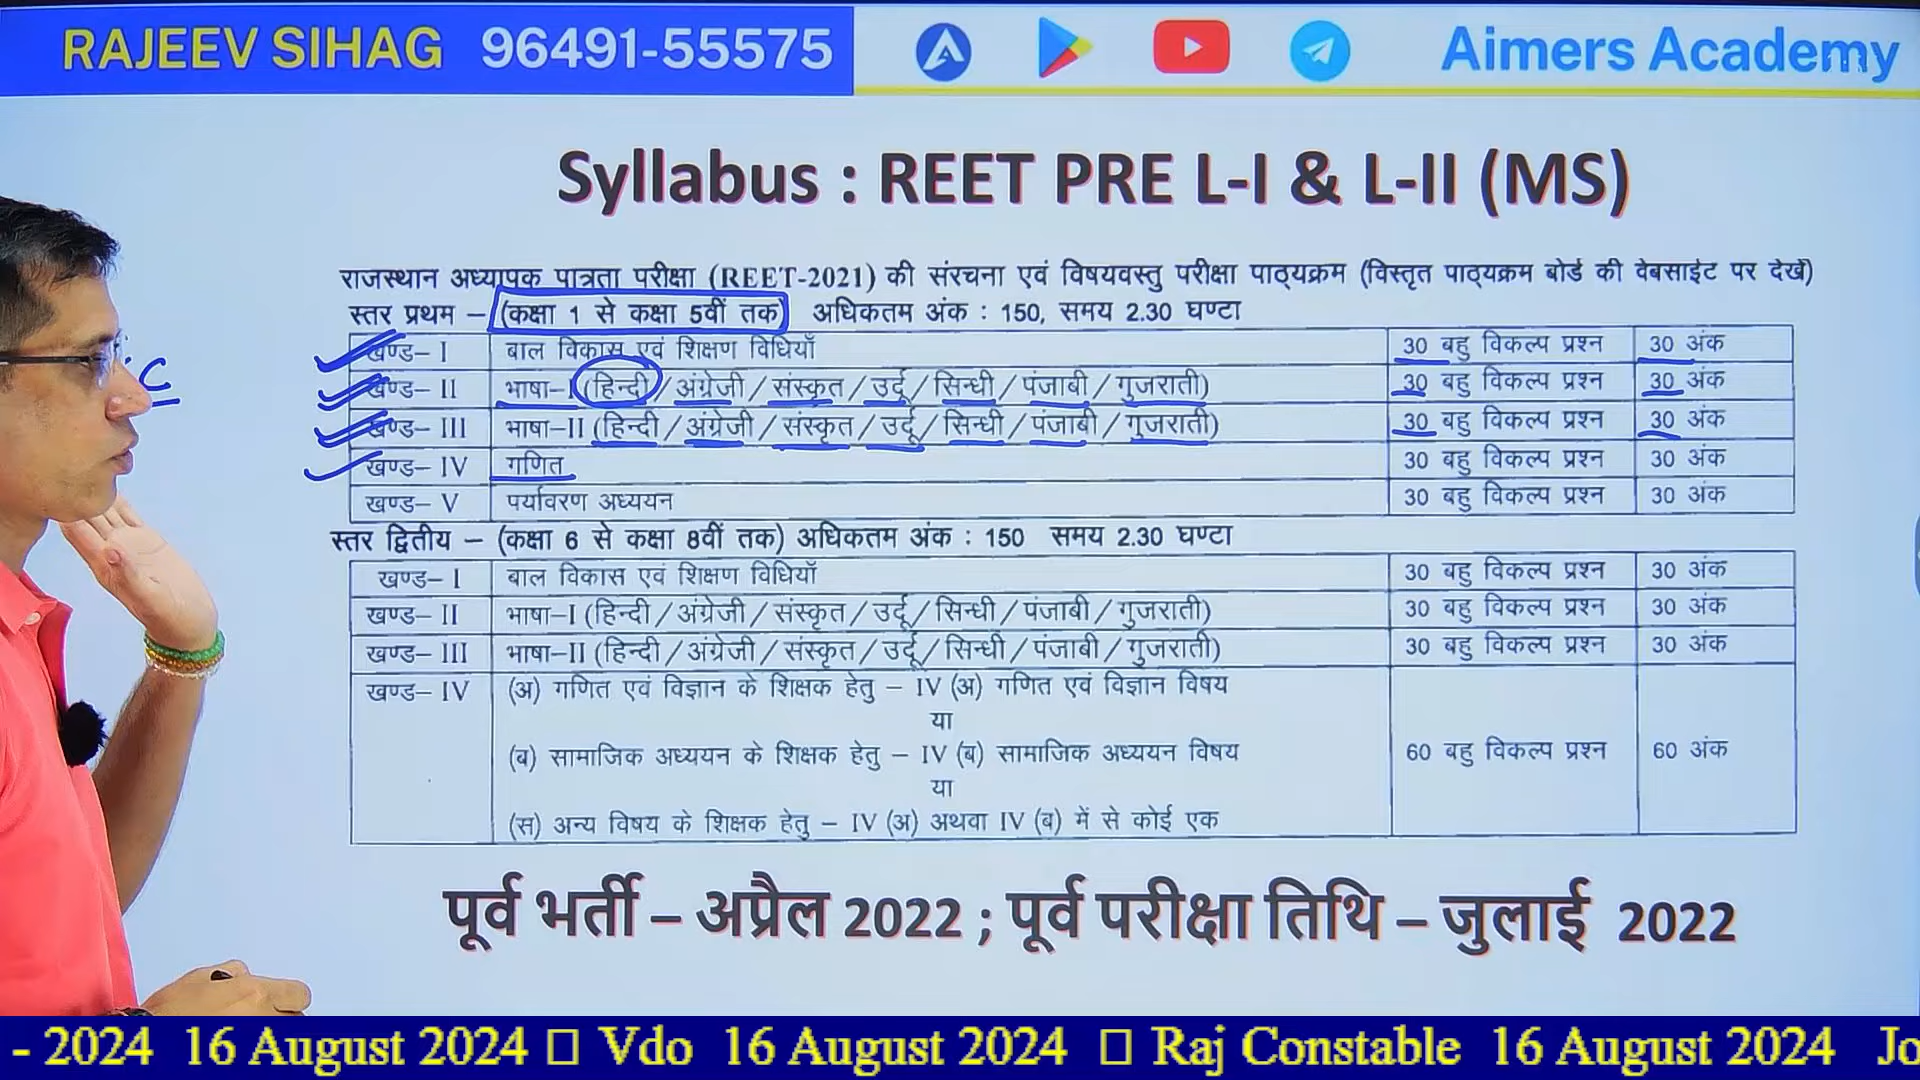 RAJEEV SIHAG 96491-55575 Aimers Academy
Syllabus : REET PRE L-I & L-II (MS)
राजस्थान अध्यापक पात्रता परीक्षा (REET-2021) की संरचना एवं विषयवस्तु परीक्षा पाठ्यक्रम (विस्तृत पाठ्यक्रम बोर्ड की वेबसाईट पर देखें)
स्तर प्रथम – (कक्षा 1 से कक्षा 5वीं तक) अधिकतम अंक : 150, समय 2.30 घण्टा
खण्ड– I बाल विकास एवं शिक्षण विधियाँ 30 बहु विकल्प प्रश्न 30 अंक
खण्ड– II भाषा–I (हिन्दी / अंग्रेजी / संस्कृत / उर्दू / सिन्धी / पंजाबी / गुजराती) 30 बहु विकल्प प्रश्न 30 अंक
खण्ड– III भाषा–II (हिन्दी / अंग्रेजी / संस्कृत / उर्दू / सिन्धी / पंजाबी / गुजराती) 30 बहु विकल्प प्रश्न 30 अंक
खण्ड– IV गणित 30 बहु विकल्प प्रश्न 30 अंक
खण्ड– V पर्यावरण अध्ययन 30 बहु विकल्प प्रश्न 30 अंक
स्तर द्वितीय – (कक्षा 6 से कक्षा 8वीं तक) अधिकतम अंक : 150 समय 2.30 घण्टा
खण्ड– I बाल विकास एवं शिक्षण विधियाँ 30 बहु विकल्प प्रश्न 30 अंक
खण्ड– II भाषा–I (हिन्दी / अंग्रेजी / संस्कृत / उर्दू / सिन्धी / पंजाबी / गुजराती) 30 बहु विकल्प प्रश्न 30 अंक
खण्ड– III भाषा–II (हिन्दी / अंग्रेजी / संस्कृत / उर्दू / सिन्धी / पंजाबी / गुजराती) 30 बहु विकल्प प्रश्न 30 अंक
खण्ड– IV (अ) गणित एवं विज्ञान के शिक्षक हेतु – IV (अ) गणित एवं विज्ञान विषय
या
(ब) सामाजिक अध्ययन के शिक्षक हेतु – IV (ब) सामाजिक अध्ययन विषय 60 बहु विकल्प प्रश्न 60 अंक
या
(स) अन्य विषय के शिक्षक हेतु – IV (अ) अथवा IV (ब) में से कोई एक
पूर्व भर्ती – अप्रैल 2022 ; पूर्व परीक्षा तिथि – जुलाई 2022
- 2024 16 August 2024 Vdo 16 August 2024 Raj Constable 16 August 2024 Jo